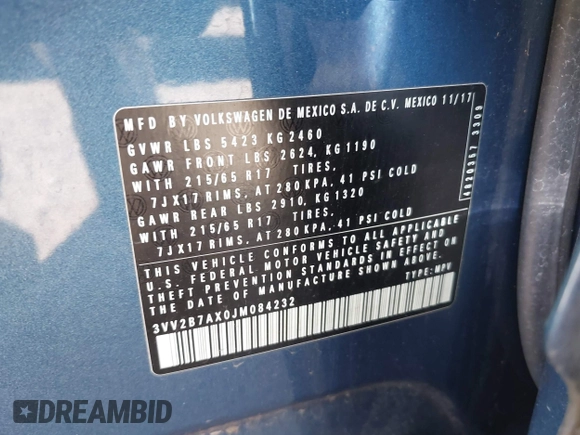 MFD BY VOLKSWAGEN DE MEXICO S.A. DE C.V. MEXICO 11/17
GVWR LBS 5423 KG 2460
GAWR FRONT LBS 2624, KG 1190
WITH 215/65 R17 TIRES,
7JX17 RIMS, AT 280 KPA, 41 PSI COLD
GAWR REAR LBS 2910, KG 1320
WITH 215/65 R17 TIRES,
7JX17 RIMS, AT 280 KPA, 41 PSI COLD
THIS VEHICLE CONFORMS TO ALL APPLICABLE
U.S. FEDERAL MOTOR VEHICLE SAFETY AND
THEFT PREVENTION STANDARDS IN EFFECT ON
THE DATE OF MANUFACTURE SHOWN ABOVE.
TYPE: MPV
3VV2B7AX0JM084232
4820367 3309
DREAMBID